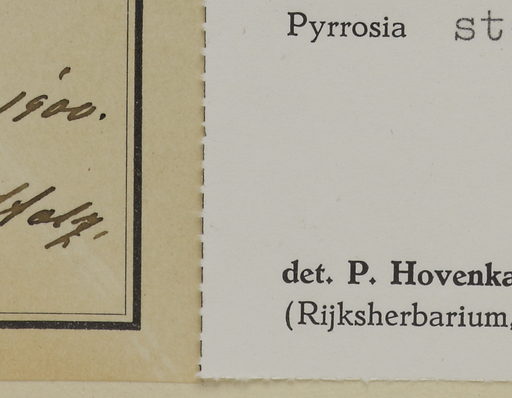 1900.
Pyrrosia st
det. P. Hovenka
(Rijksherbarium,